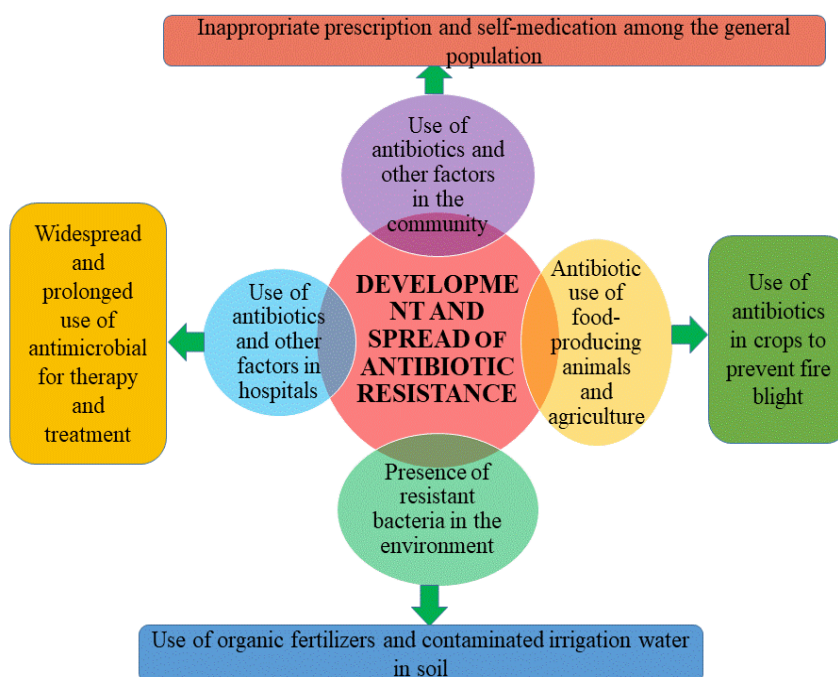 Inappropriate prescription and self-medication among the general
population
Use of
antibiotics and
other factors
in the
community
Widespread
and
prolonged
use of
antimicrobial
for therapy
and
treatment
Use of
antibiotics
and other
factors in
hospitals
DEVELOPME
NT AND
SPREAD OF
ANTIBIOTIC
RESISTANCE
Antibiotic
use of
food-
producing
animals
and
agriculture
Use of
antibiotics
in crops to
prevent fire
blight
Presence of
resistant
bacteria in the
environment
Use of organic fertilizers and contaminated irrigation water
in soil